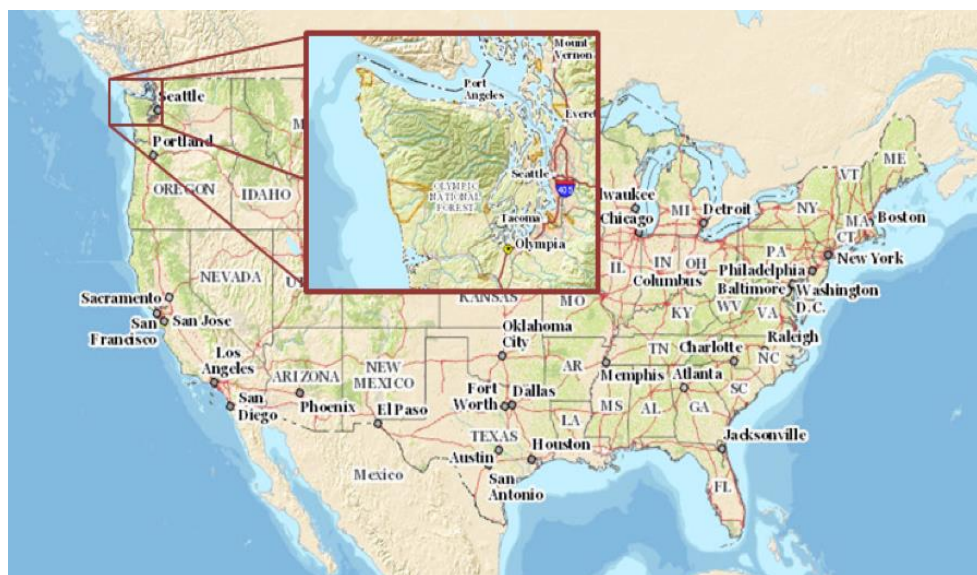 Mount
Vernon
Port
Angeles
Everet
Seattle
Seattle
405
OLYMPIC
NATIONAL
FOREST
Tacoma
Olympia
Portland
OREGON
IDAHO
M
ME
VT
ilwaukee
MI
Detroit
NY
MA
Boston
CT
Chicago
New York
NEVADA
U
IL
IN
OH
PA
Philadelphia
Columbus
Baltimore
Washington
D.C.
Sacramento
KANSAS
MO
WV
VA
KY
San
Francisco
San Jose
Oklahoma
City
Raleigh
TN
Charlotte
NC
Los
Angeles
ARIZONA
NEW
MEXICO
AR
Memphis
Atlanta
SC
San
Diego
Phoenix
El Paso
Fort
Worth
Dallas
MS
AL
GA
LA
TEXAS
Austin
Houston
Jacksonville
Mexico
San
Antonio
FL